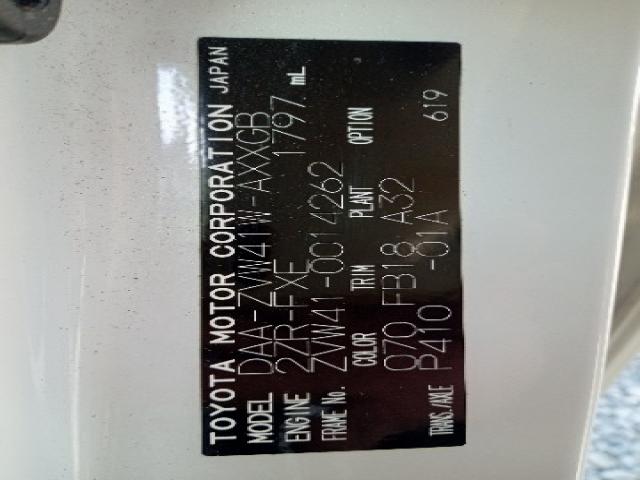 TOYOTA MOTOR CORPORATION JAPAN
MODEL DAA-ZVW41W-AXXGB
ENGINE 2ZR-FXE 1797 mL
FRAME No. ZVW41-0014262
COLOR TRIM PLANT OPTION
070 FB18 A32
TRANS./AXLE P410 -01A 619